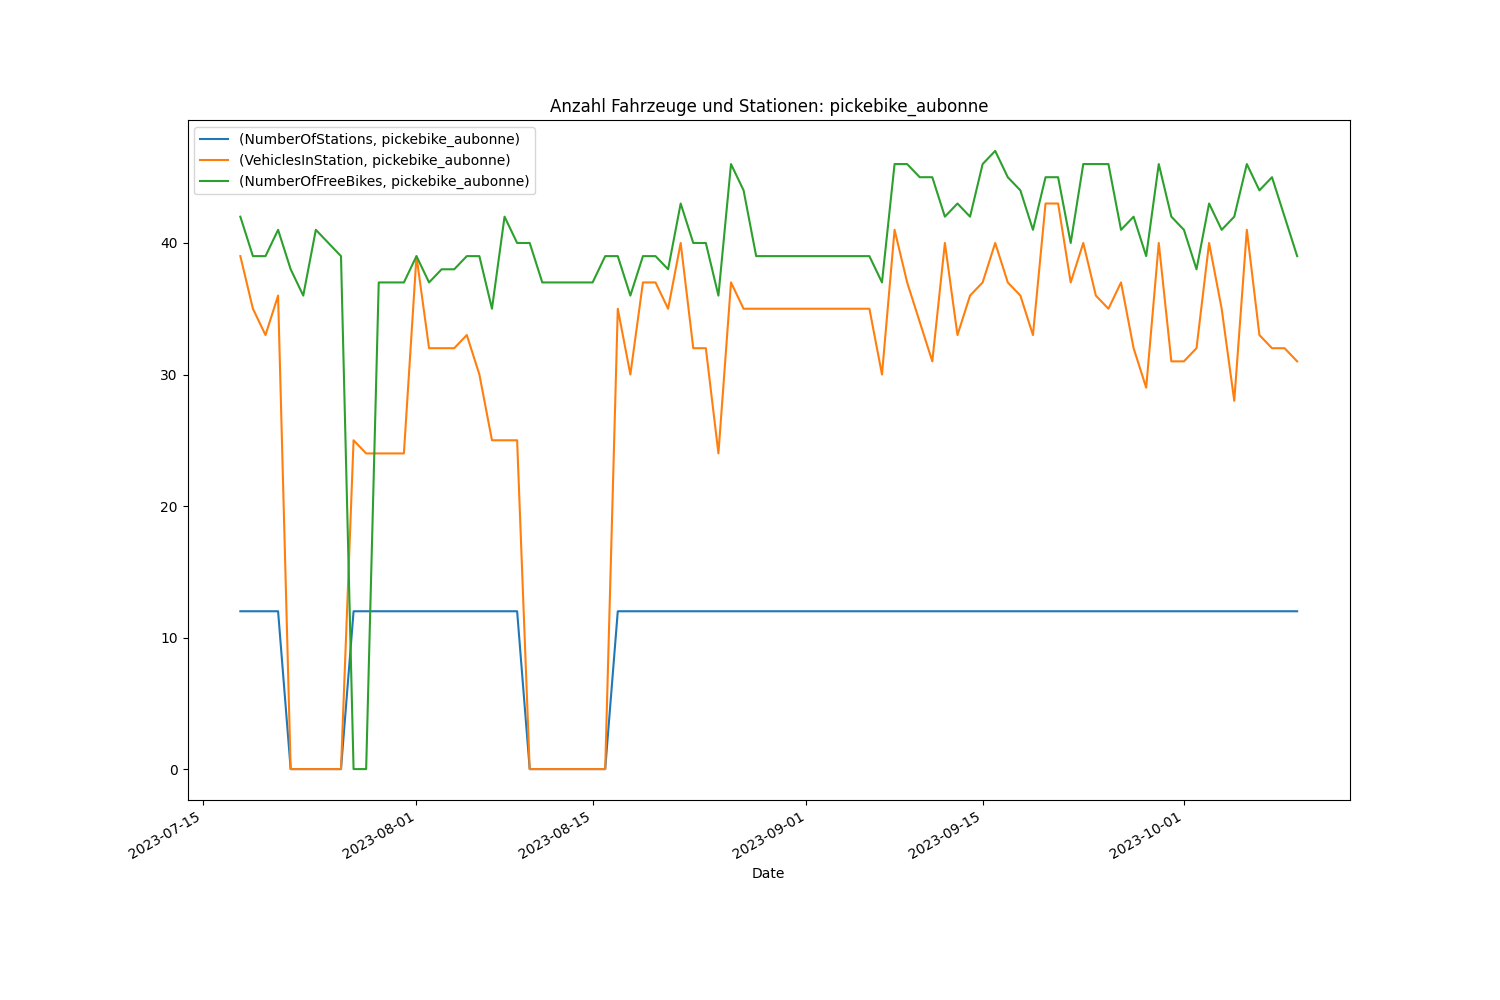 Anzahl Fahrzeuge und Stationen: pickebike_aubonne
(NumberOfStations, pickebike_aubonne)
(VehiclesInStation, pickebike_aubonne)
(NumberOfFreeBikes, pickebike_aubonne)
40
30
20
10
0
2023-07-15
2023-08-01
2023-08-15
2023-09-01
2023-09-15
2023-10-01
Date